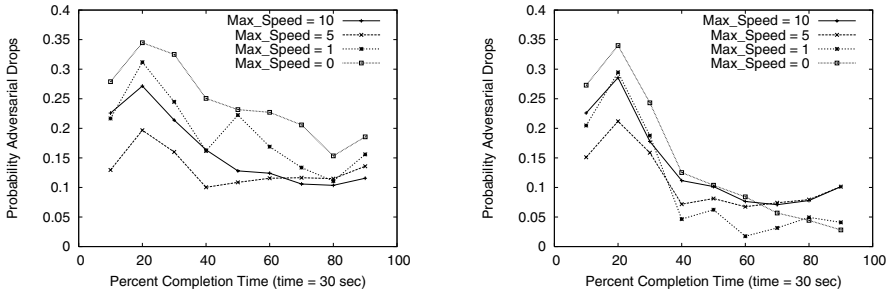 0.4
0.35
0.3
0.25
0.2
0.15
0.1
0.05
0
Probability Adversarial Drops
Max_Speed = 10
Max_Speed = 5
Max_Speed = 1
Max_Speed = 0
0 20 40 60 80 100
Percent Completion Time (time = 30 sec)
0.4
0.35
0.3
0.25
0.2
0.15
0.1
0.05
0
Probability Adversarial Drops
Max_Speed = 10
Max_Speed = 5
Max_Speed = 1
Max_Speed = 0
0 20 40 60 80 100
Percent Completion Time (time = 30 sec)